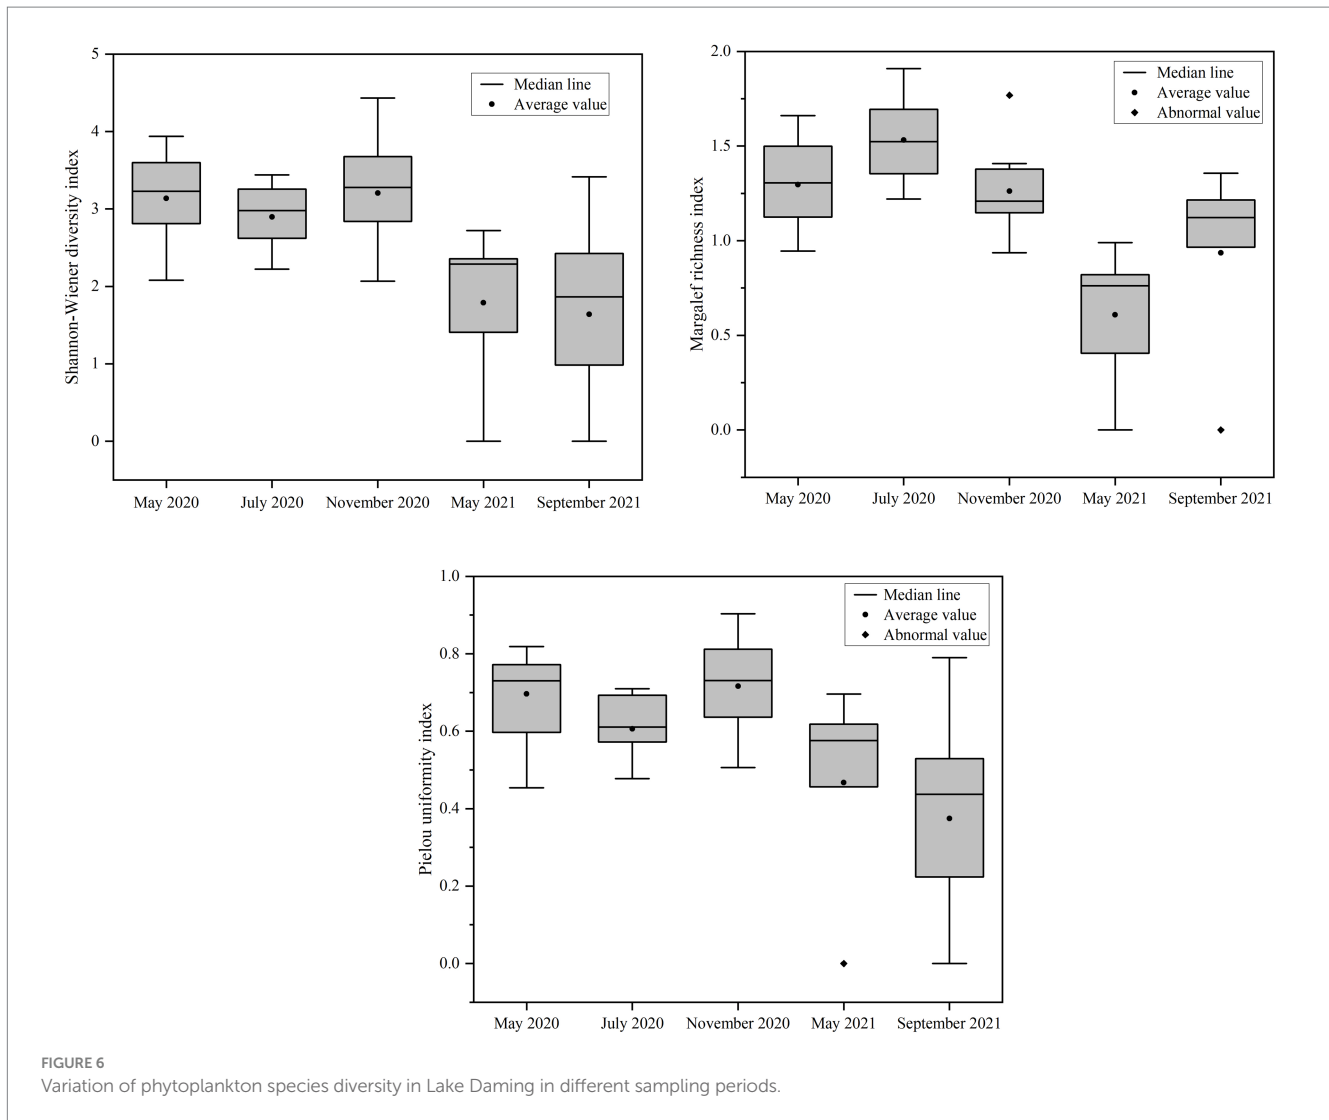 5
4
3
2
1
0
Shannon-Wiener diversity index
Median line
Average value
May 2020
July 2020
November 2020
May 2021
September 2021
2.0
1.5
1.0
0.5
0.0
Margalef richness index
Median line
Average value
Abnormal value
May 2020
July 2020
November 2020
May 2021
September 2021
1.0
0.8
0.6
0.4
0.2
0.0
Pielou uniformity index
Median line
Average value
Abnormal value
May 2020
July 2020
November 2020
May 2021
September 2021
FIGURE 6
Variation of phytoplankton species diversity in Lake Daming in different sampling periods.